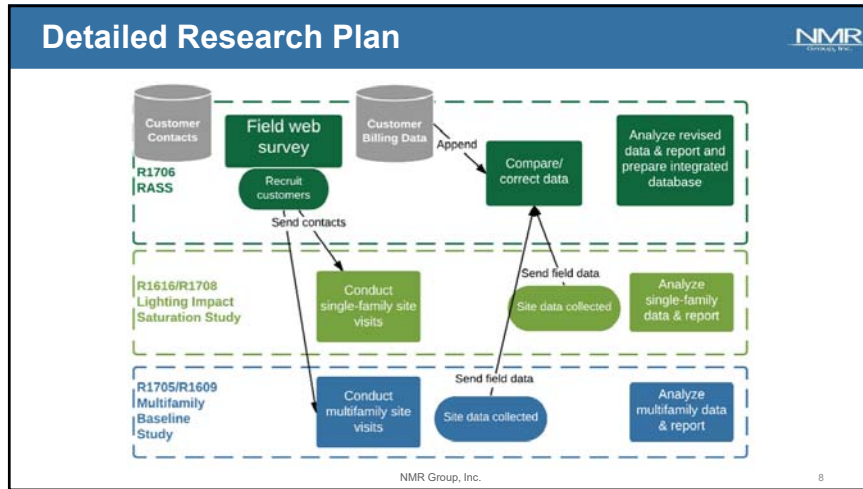 Detailed Research Plan
NMR
Group, Inc.
Customer
Contacts
Field web
survey
Customer
Billing Data
Append
Compare/
correct data
Analyze revised
data & report and
prepare integrated
database
R1706
RASS
Recruit
customers
Send contacts
R1616/R1708
Lighting Impact
Saturation Study
Conduct
single-family site
visits
Send field data
Site data collected
Analyze
single-family
data & report
R1705/R1609
Multifamily
Baseline
Study
Conduct
multifamily site
visits
Send field data
Site data collected
Analyze
multifamily data
& report
NMR Group, Inc.
8